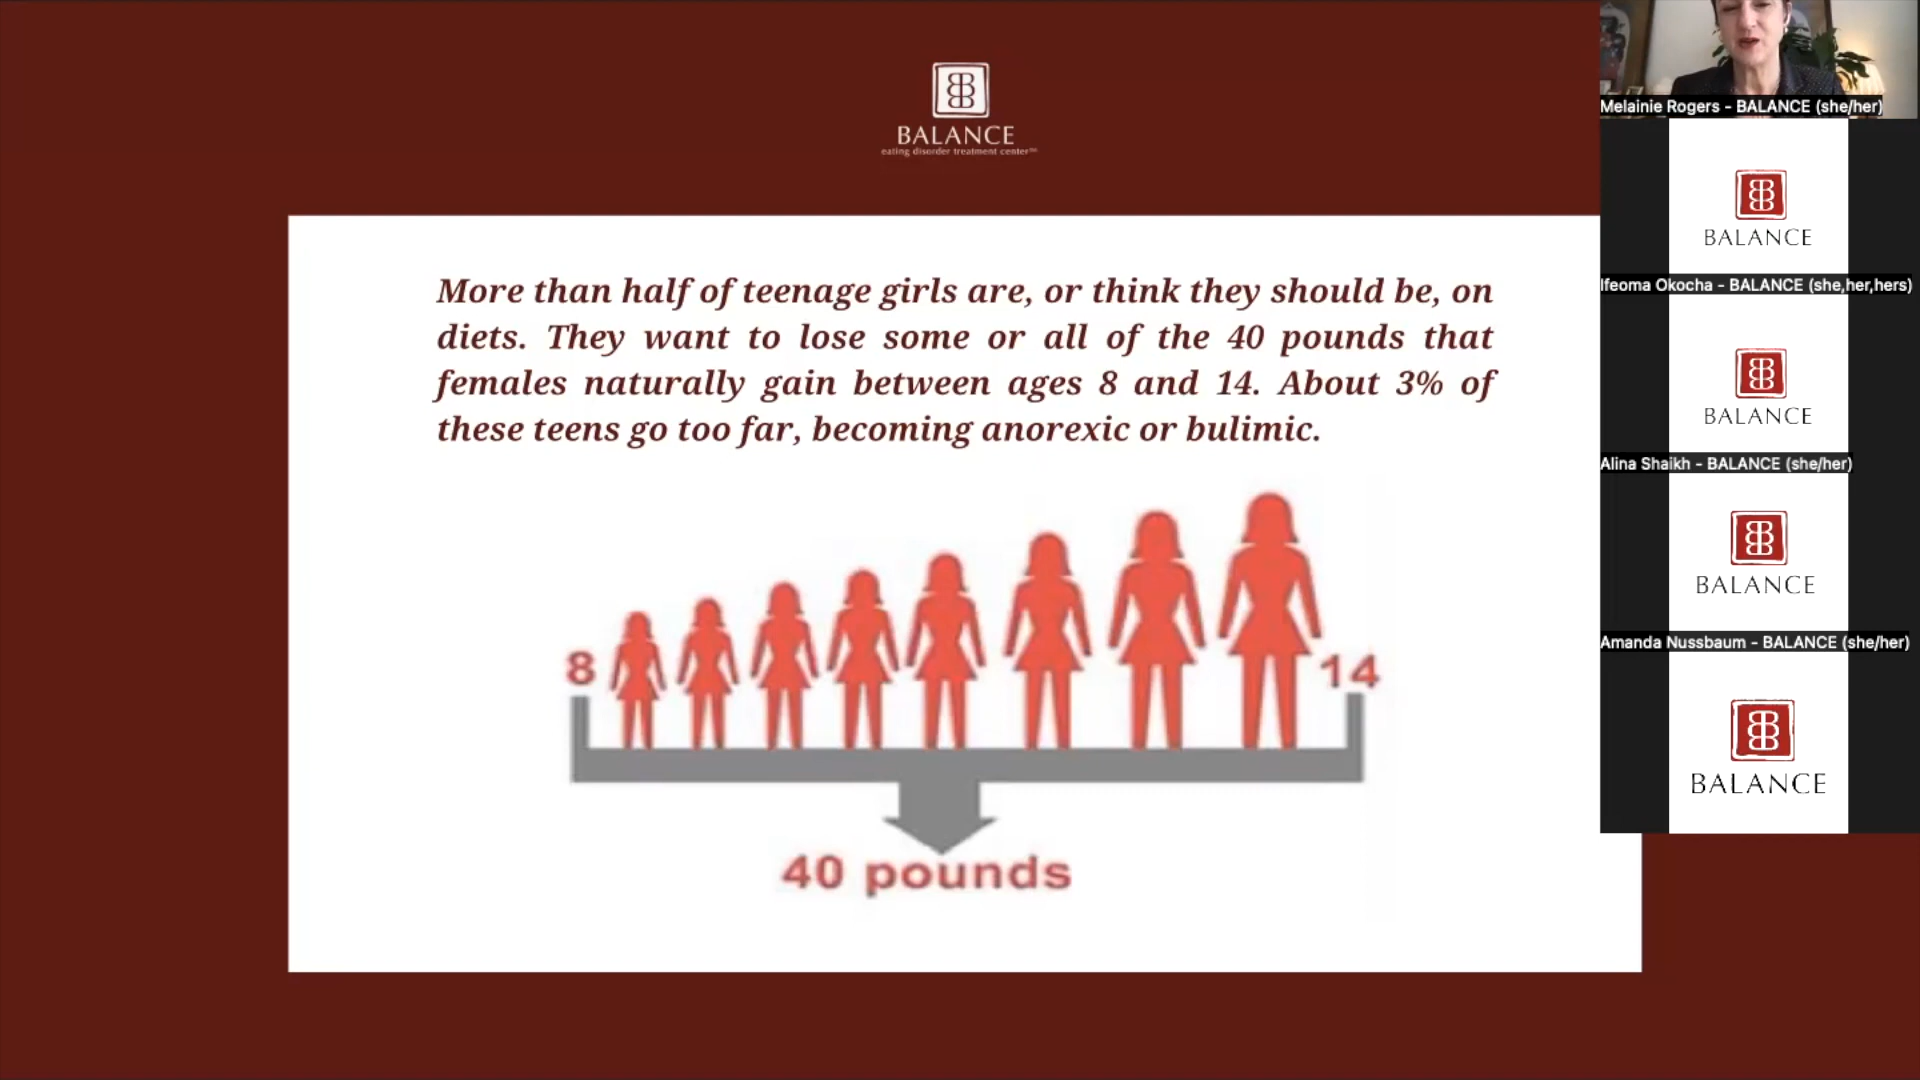 BALANCE
eating disorder treatment center™
More than half of teenage girls are, or think they should be, on
diets. They want to lose some or all of the 40 pounds that
females naturally gain between ages 8 and 14. About 3% of
these teens go too far, becoming anorexic or bulimic.
8
14
40 pounds
Melainie Rogers - BALANCE (she/her)
BALANCE
Ifeoma Okocha - BALANCE (she,her,hers)
BALANCE
Alina Shaikh - BALANCE (she/her)
BALANCE
Amanda Nussbaum - BALANCE (she/her)
BALANCE